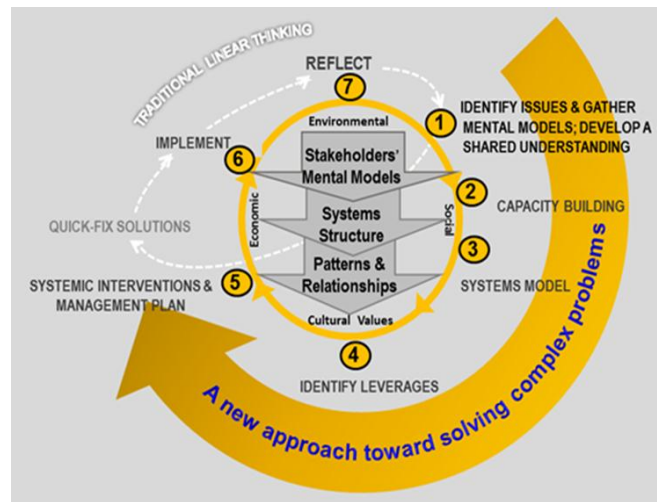 TRADITIONAL LINEAR THINKING
REFLECT
7
1
IDENTIFY ISSUES & GATHER
MENTAL MODELS; DEVELOP A
SHARED UNDERSTANDING
Environmental
IMPLEMENT
6
Stakeholders'
Mental Models
2
CAPACITY BUILDING
QUICK-FIX SOLUTIONS
Economic
Systems
Structure
Social
3
SYSTEMS MODEL
SYSTEMIC INTERVENTIONS &
MANAGEMENT PLAN
5
Patterns &
Relationships
Cultural Values
4
IDENTIFY LEVERAGES
A new approach toward solving complex problems